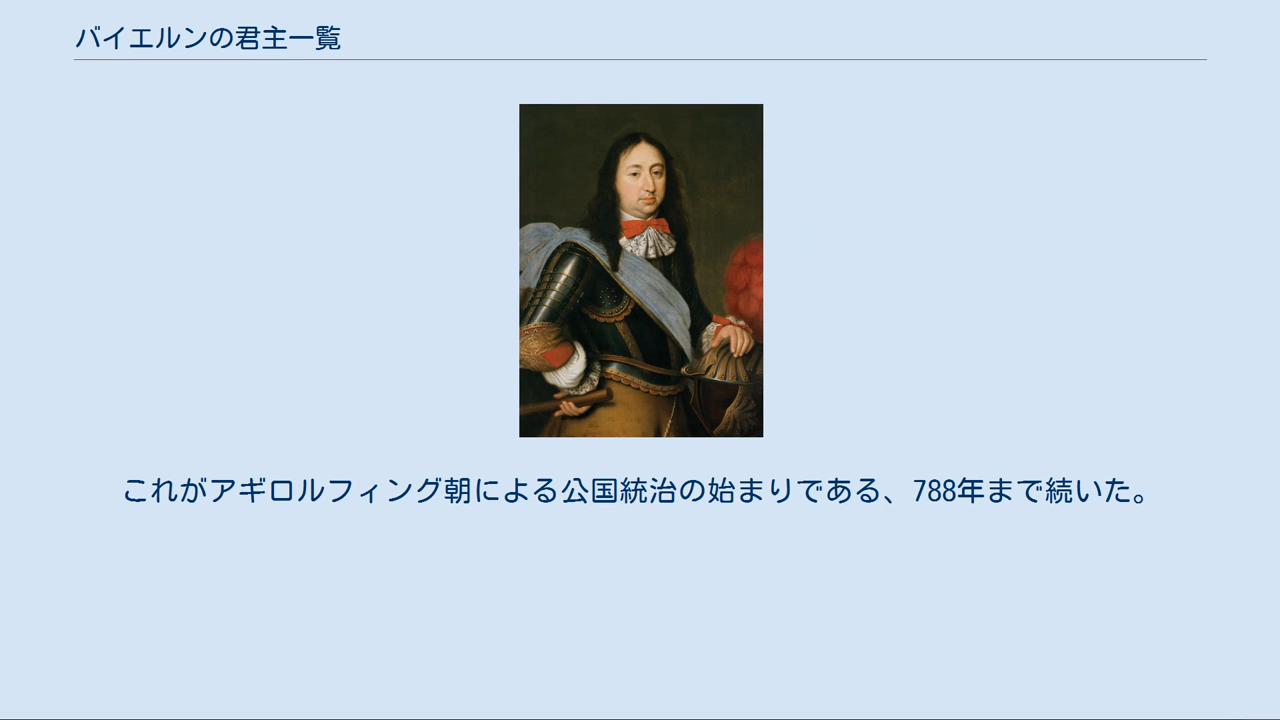 バイエルンの君主一覧
これがアギロルフィング朝による公国統治の始まりである、788年まで続いた。